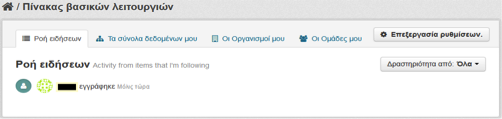 / Πίνακας βασικών λειτουργιών
Ροή ειδήσεων Τα σύνολα δεδομένων μου Οι Οργανισμοί μου Οι Ομάδες μου Επεξεργασία ρυθμίσεων.
Ροή ειδήσεων Activity from items that I'm following Δραστηριότητα από: Όλα
εγγράφηκε Μόλις τώρα